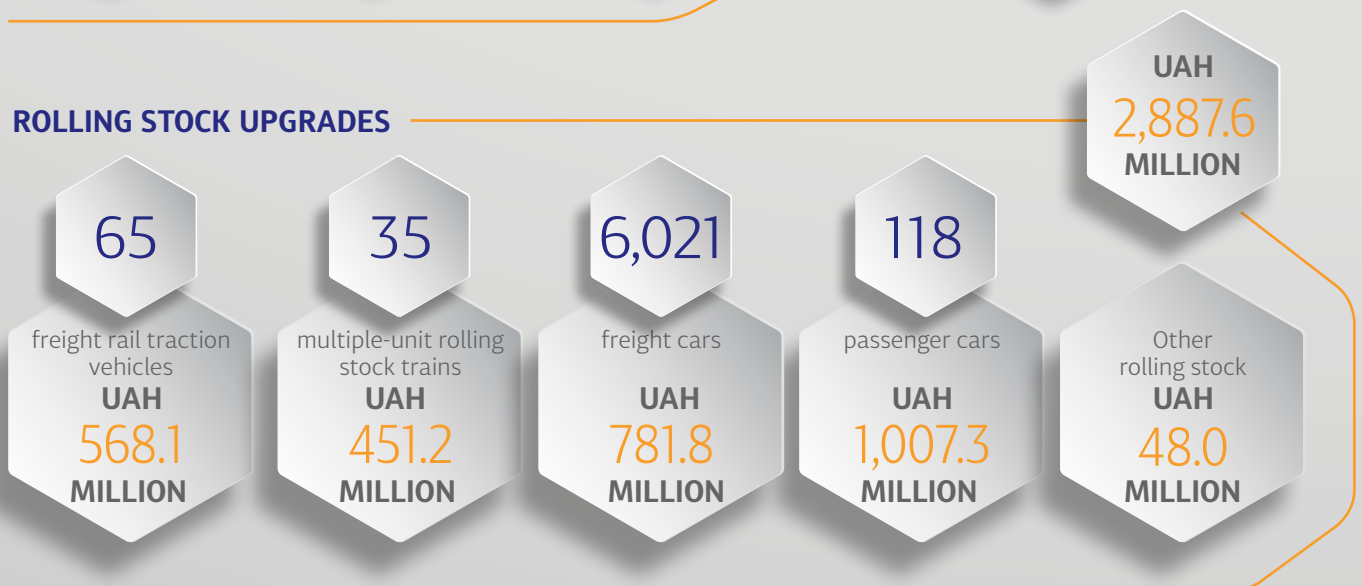 ROLLING STOCK UPGRADES
UAH
2,887.6
MILLION
65
freight rail traction
vehicles
UAH
568.1
MILLION
35
multiple-unit rolling
stock trains
UAH
451.2
MILLION
6,021
freight cars
UAH
781.8
MILLION
118
passenger cars
UAH
1,007.3
MILLION
Other
rolling stock
UAH
48.0
MILLION